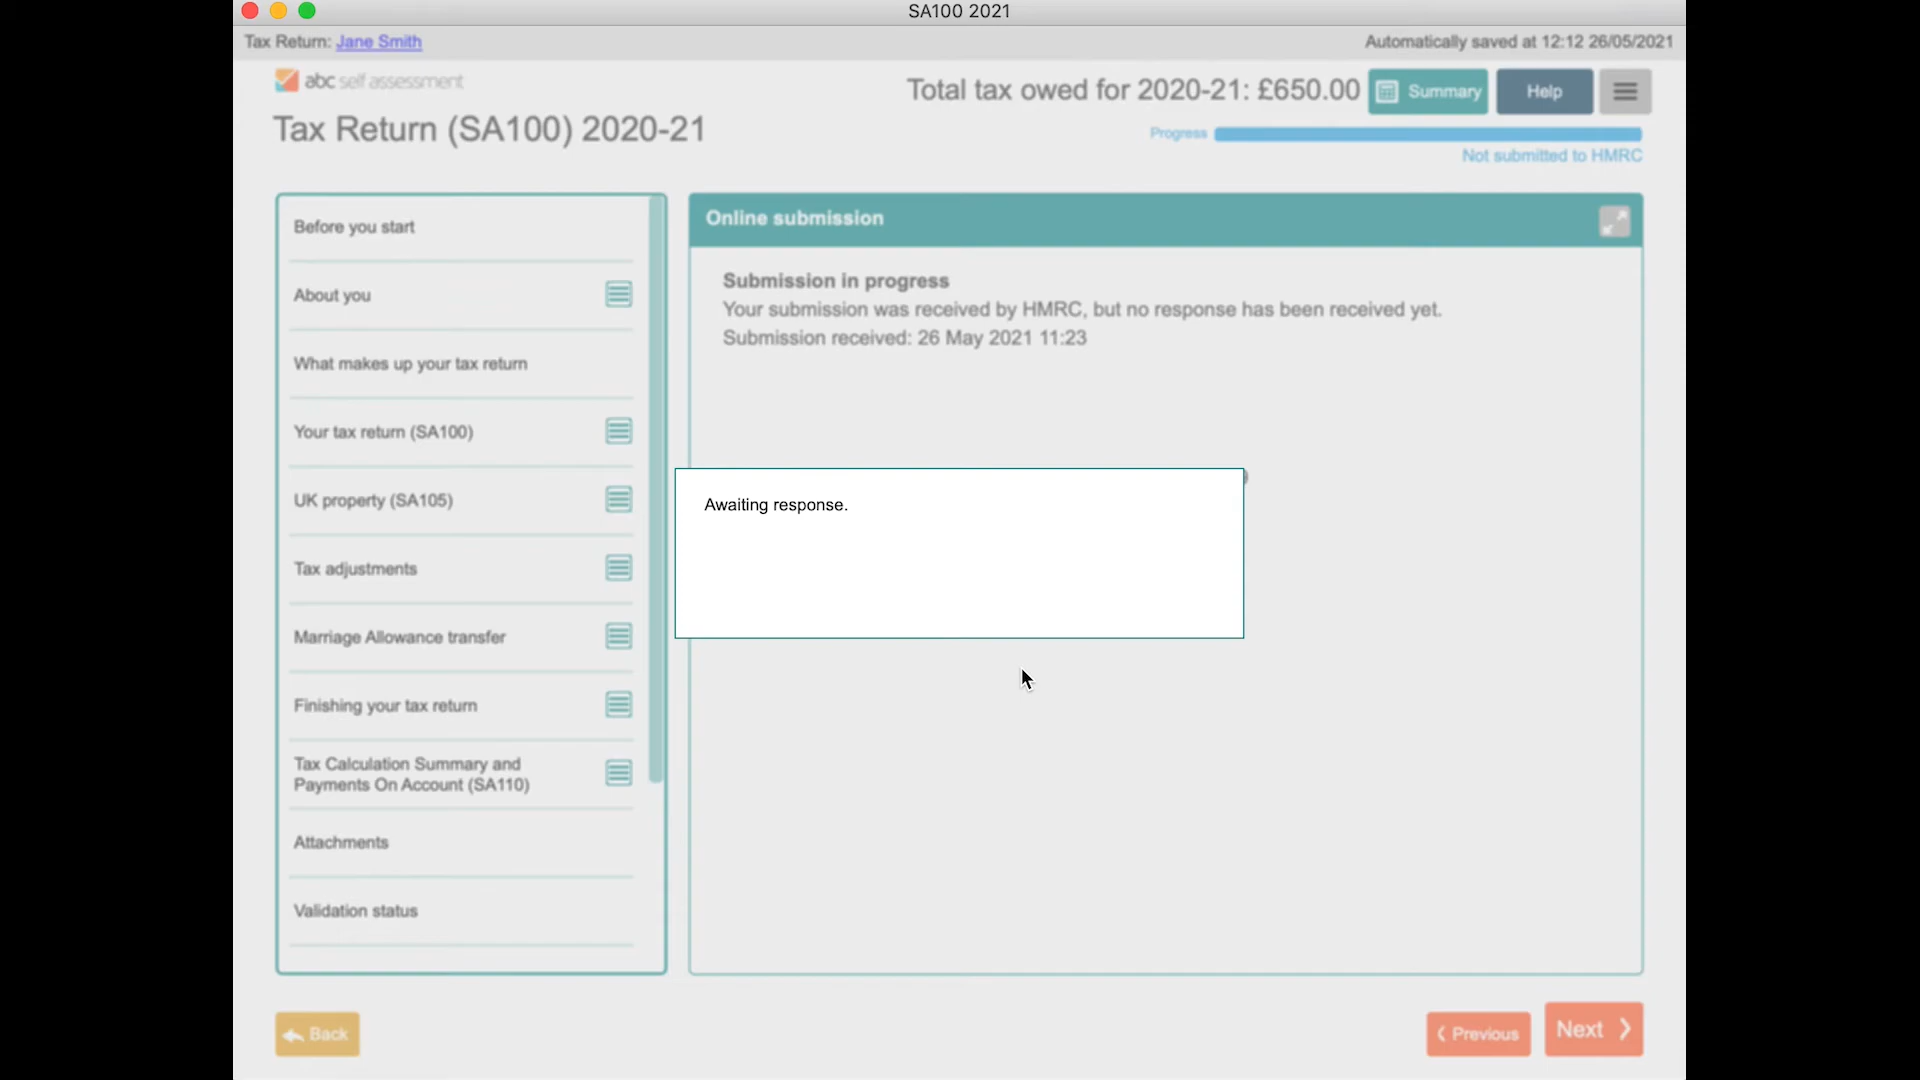 SA100 2021
Tax Return: Jane Smith
Automatically saved at 12:12 26/05/2021
abc self assessment
Total tax owed for 2020-21: £650.00
Summary
Help
Tax Return (SA100) 2020-21
Progress
Not submitted to HMRC
Before you start
About you
What makes up your tax return
Your tax return (SA100)
UK property (SA105)
Tax adjustments
Marriage Allowance transfer
Finishing your tax return
Tax Calculation Summary and
Payments On Account (SA110)
Attachments
Validation status
Online submission
Submission in progress
Your submission was received by HMRC, but no response has been received yet.
Submission received: 26 May 2021 11:23
Awaiting response.
Back
Previous
Next